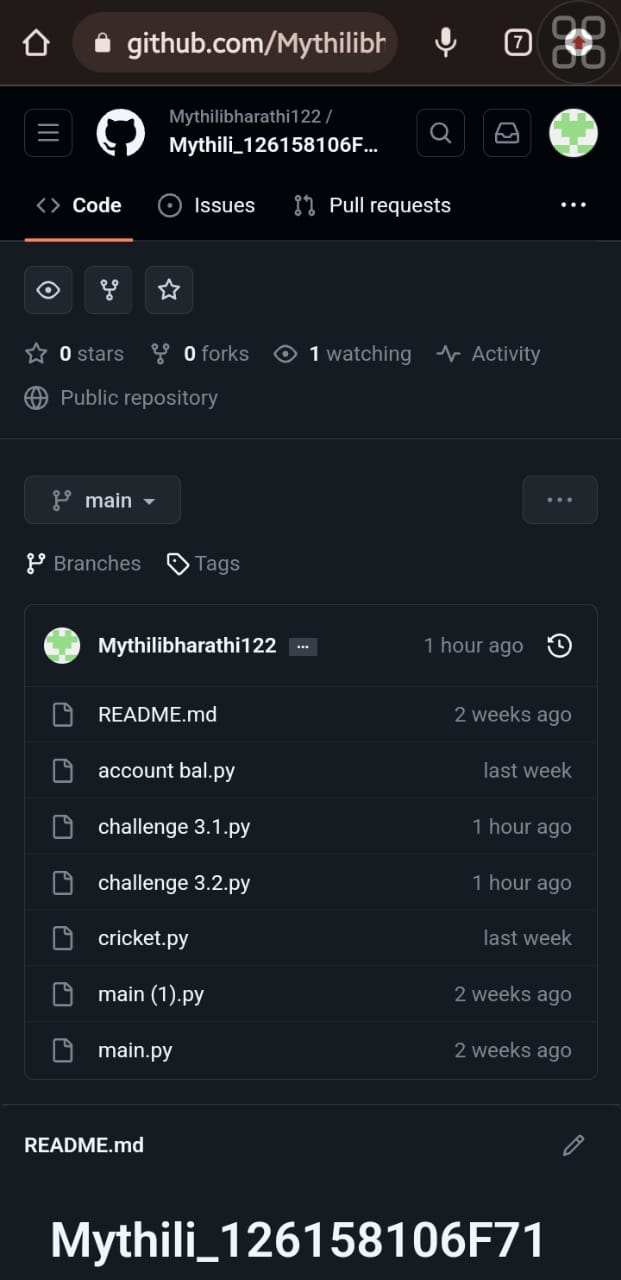 github.com/Mythilibh
7
Mythilibharathi122 /
Mythili_126158106F...
Code Issues Pull requests
0 stars 0 forks 1 watching Activity
Public repository
main
Branches Tags
Mythilibharathi122 1 hour ago
README.md 2 weeks ago
account bal.py last week
challenge 3.1.py 1 hour ago
challenge 3.2.py 1 hour ago
cricket.py last week
main (1).py 2 weeks ago
main.py 2 weeks ago
README.md
Mythili_126158106F71